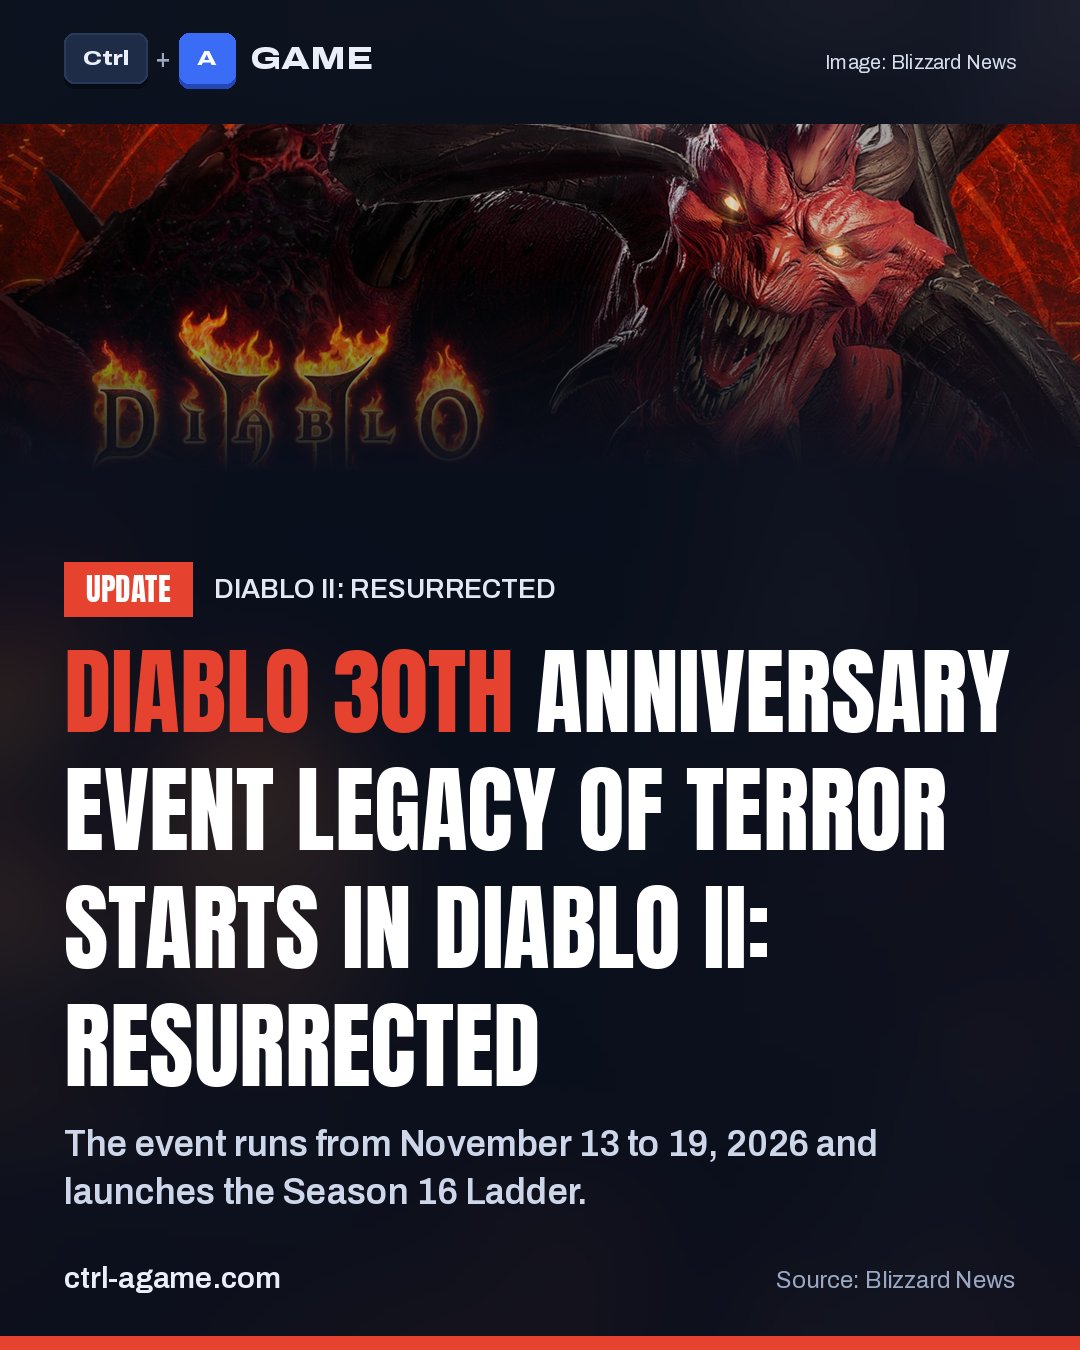 Ctrl + A GAME
Image: Blizzard News
DIABLO II
UPDATE DIABLO II: RESURRECTED
DIABLO 30TH ANNIVERSARY
EVENT LEGACY OF TERROR
STARTS IN DIABLO II:
RESURRECTED
The event runs from November 13 to 19, 2026 and
launches the Season 16 Ladder.
ctrl-agame.com
Source: Blizzard News